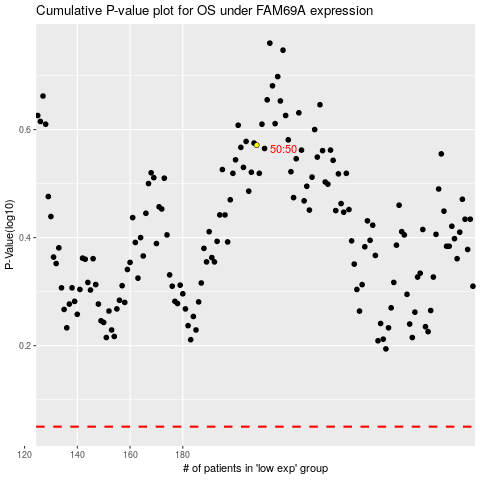 Cumulative P-value plot for OS under FAM69A expression
P-Value(log10)
0.6
0.4
0.2
50:50
120 140 160 180
# of patients in 'low exp' group